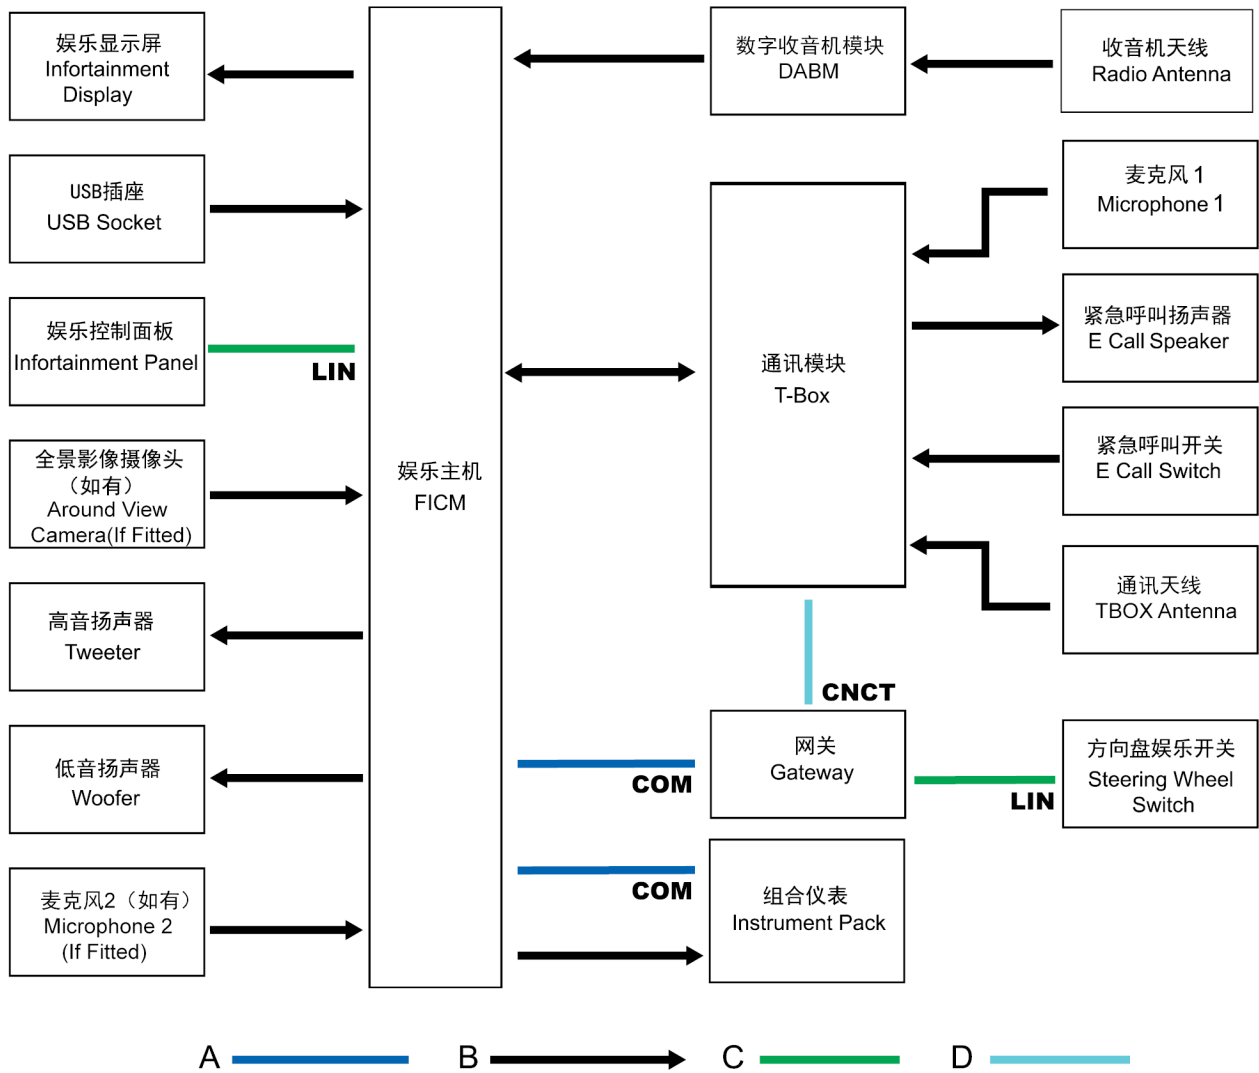 娱乐显示屏
Infortainment
Display
USB插座
USB Socket
娱乐控制面板
Infortainment Panel
LIN
全景影像摄像头
（如有）
Around View
Camera(If Fitted)
高音扬声器
Tweeter
低音扬声器
Woofer
麦克风2（如有）
Microphone 2
(If Fitted)
娱乐主机
FICM
数字收音机模块
DABM
通讯模块
T-Box
CNCT
网关
Gateway
COM
组合仪表
Instrument Pack
COM
收音机天线
Radio Antenna
麦克风 1
Microphone 1
紧急呼叫扬声器
E Call Speaker
紧急呼叫开关
E Call Switch
通讯天线
TBOX Antenna
方向盘娱乐开关
Steering Wheel
Switch
LIN
A
B
C
D